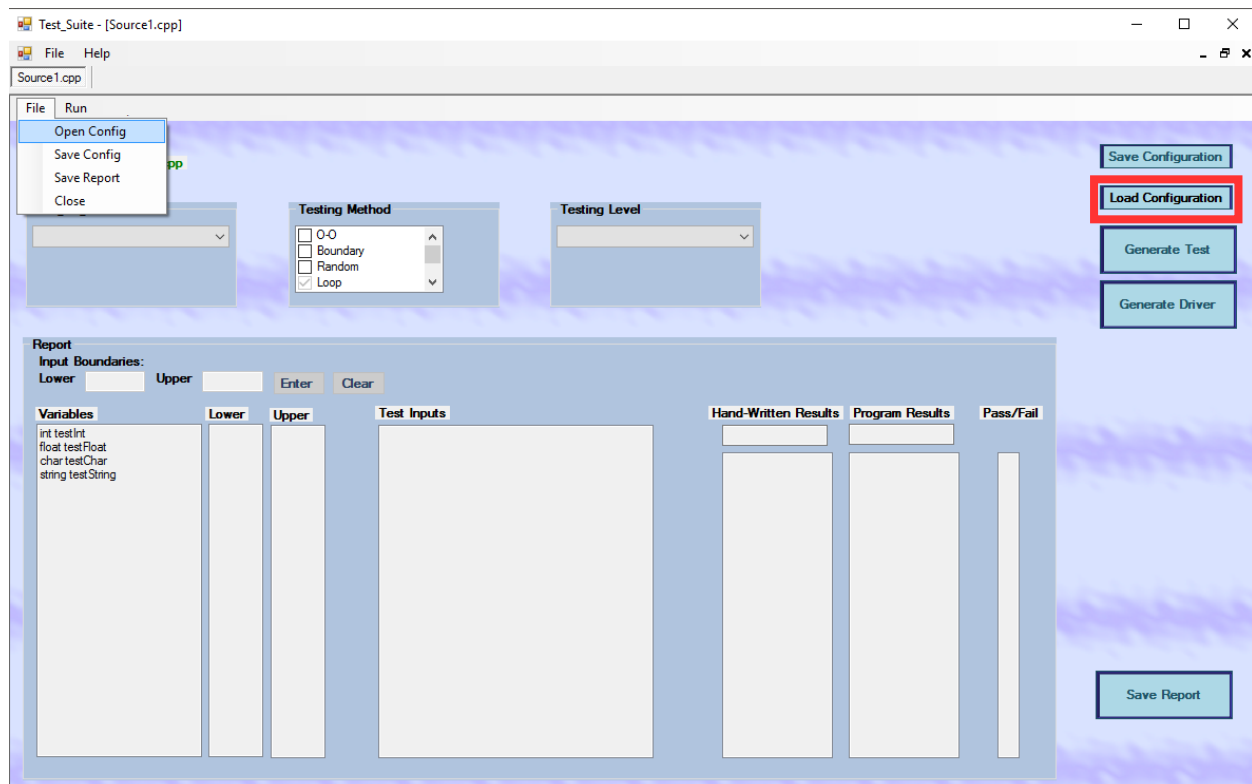 Test_Suite - [Source1.cpp]
File Help
Source1.cpp
File Run
Open Config
Save Config
Save Report
Close
Save Configuration
Load Configuration
Generate Test
Generate Driver
Testing Method
O-O
Boundary
Random
Loop
Testing Level
Report
Input Boundaries:
Lower Upper Enter Clear
Variables Lower Upper Test Inputs Hand-Written Results Program Results Pass/Fail
int testInt
float testFloat
char testChar
string testString
Save Report